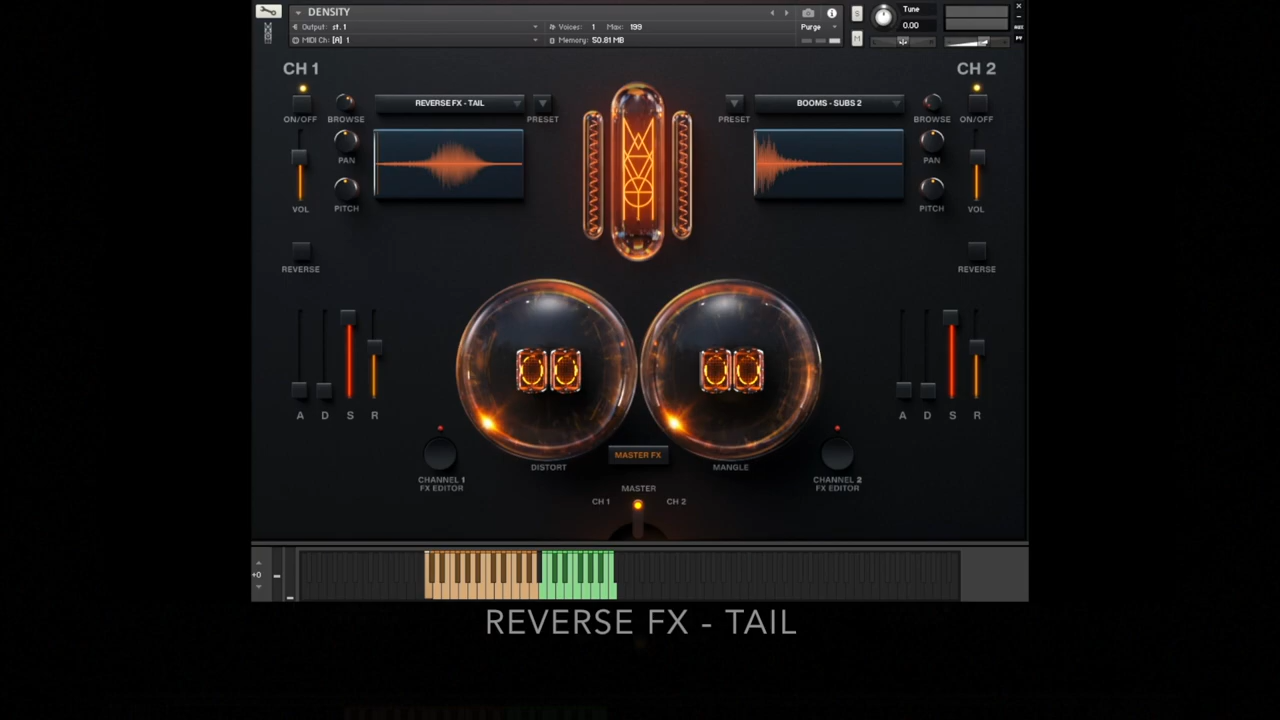 DENSITY
Output: st. 1
Voices: 1 Max: 199
Purge
MIDI Ch: [A] 1
Memory: 50.81 MB
S
M
Tune
0.00
CH 1
CH 2
REVERSE FX - TAIL
BOOMS - SUBS 2
ON/OFF
BROWSE
PRESET
PRESET
BROWSE
ON/OFF
PAN
PAN
VOL
PITCH
PITCH
VOL
REVERSE
REVERSE
A D S R
A D S R
MASTER FX
DISTORT
MANGLE
CHANNEL 1
FX EDITOR
CHANNEL 2
FX EDITOR
MASTER
CH 1
CH 2
+0
REVERSE FX - TAIL